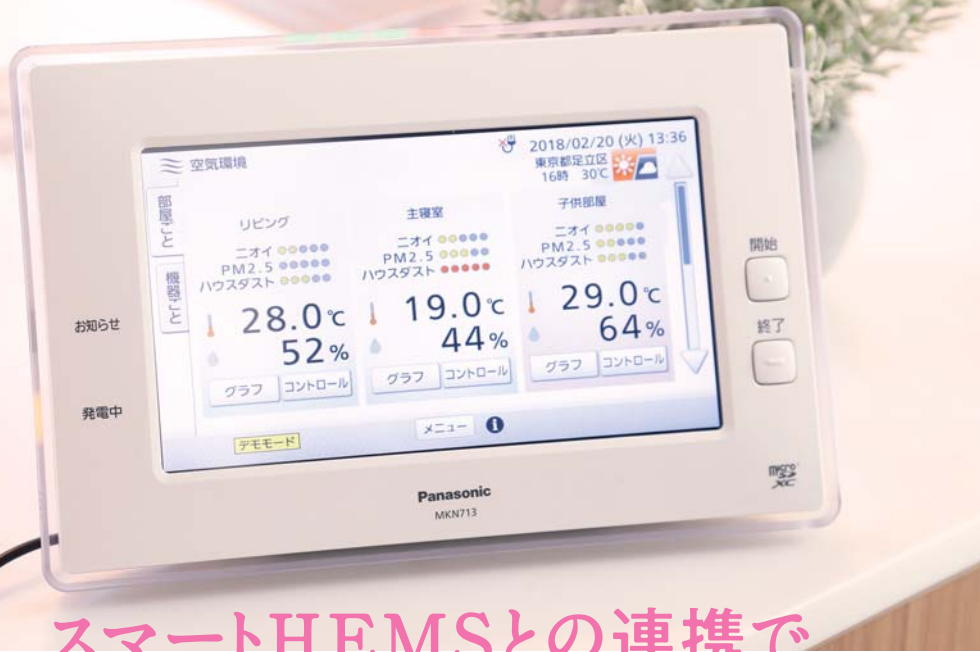 空気環境
2018/02/20 (火) 13:36
東京都足立区
16時 30℃
部屋ごと
機器ごと
リビング
ニオイ
PM2.5
ハウスダスト
28.0℃
52%
グラフ コントロール
主寝室
ニオイ
PM2.5
ハウスダスト
19.0℃
44%
グラフ コントロール
子供部屋
ニオイ
PM2.5
ハウスダスト
29.0℃
64%
グラフ コントロール
デモモード
メニュー i
お知らせ
発電中
開始
終了
Panasonic
MKN713
micro
SD
XC
スマートHEMSとの連携で